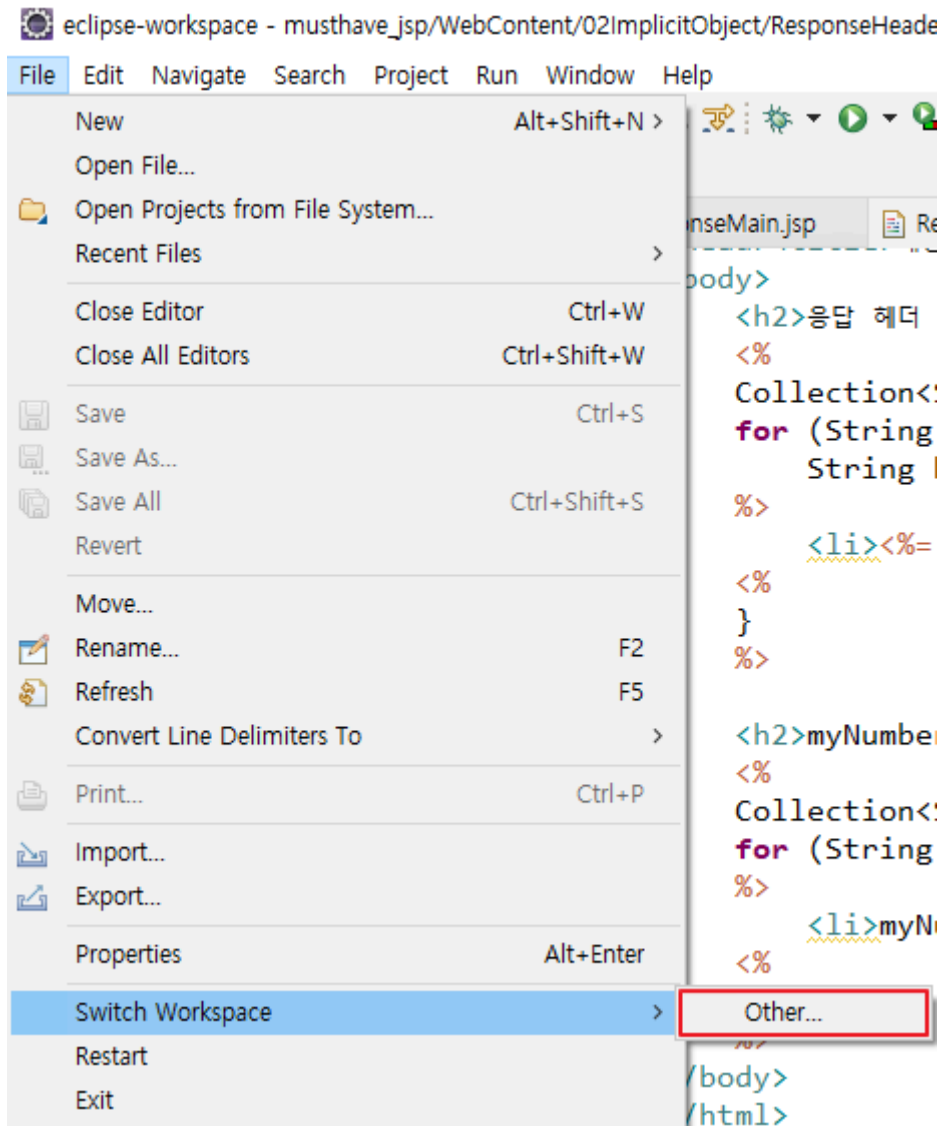 eclipse-workspace - musthave_jsp/WebContent/02ImplicitObject/ResponseHeade
File Edit Navigate Search Project Run Window Help
New Alt+Shift+N >
Open File...
Open Projects from File System...
Recent Files >
Close Editor Ctrl+W
Close All Editors Ctrl+Shift+W
Save Ctrl+S
Save As...
Save All Ctrl+Shift+S
Revert
Move...
Rename... F2
Refresh F5
Convert Line Delimiters To >
Print... Ctrl+P
Import...
Export...
Properties Alt+Enter
Switch Workspace >
Other...
Restart
Exit
nseMain.jsp Re
body>
<h2>응답 헤더
<%
Collection<
for (String
String
%>
<li><%=
<%
}
%>
<h2>myNumbe
<%
Collection<
for (String
%>
<li>myN
<%
%>
/body>
/html>